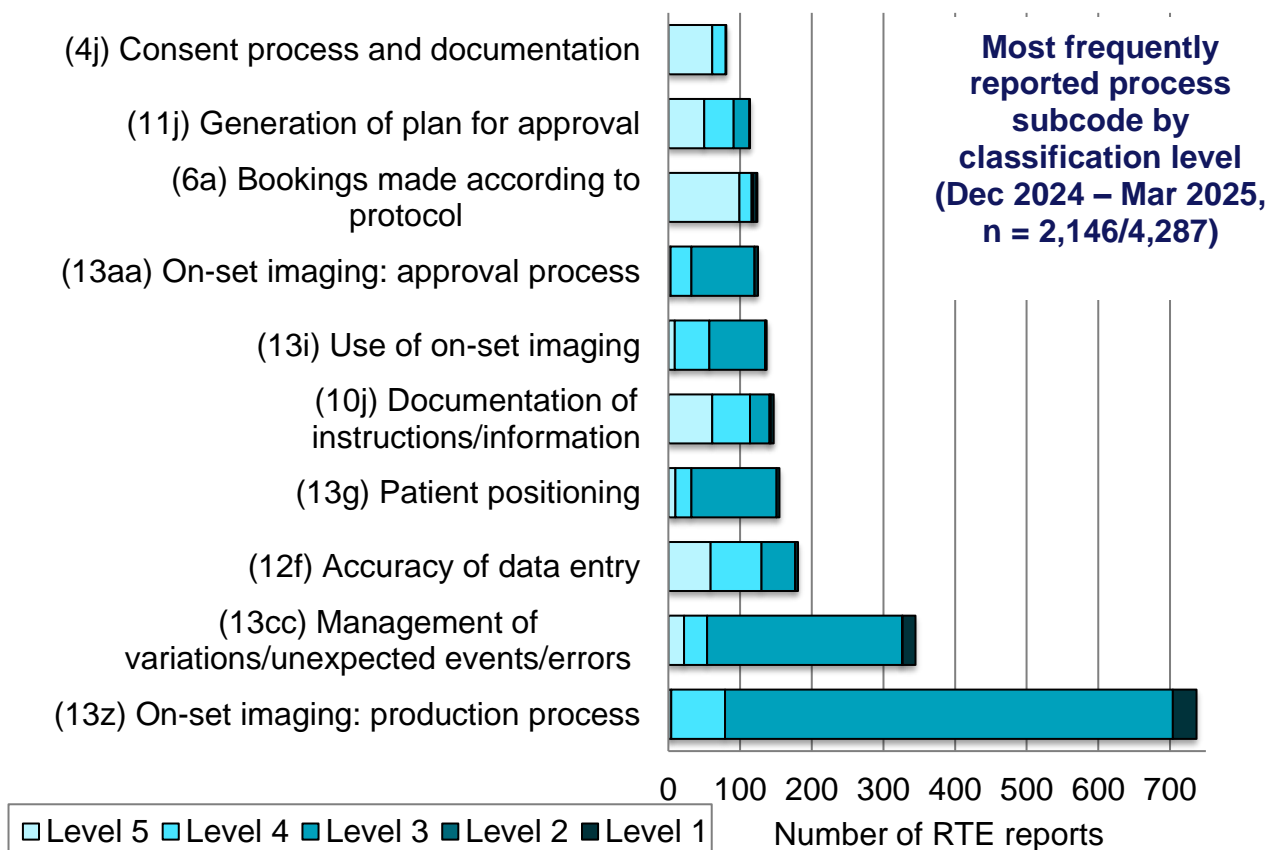 (4j) Consent process and documentation
(11j) Generation of plan for approval
(6a) Bookings made according to
protocol
(13aa) On-set imaging: approval process
(13i) Use of on-set imaging
(10j) Documentation of
instructions/information
(13g) Patient positioning
(12f) Accuracy of data entry
(13cc) Management of
variations/unexpected events/errors
(13z) On-set imaging: production process
Most frequently
reported process
subcode by
classification level
(Dec 2024 – Mar 2025,
n = 2,146/4,287)
0 100 200 300 400 500 600 700
Number of RTE reports
Level 5 Level 4 Level 3 Level 2 Level 1